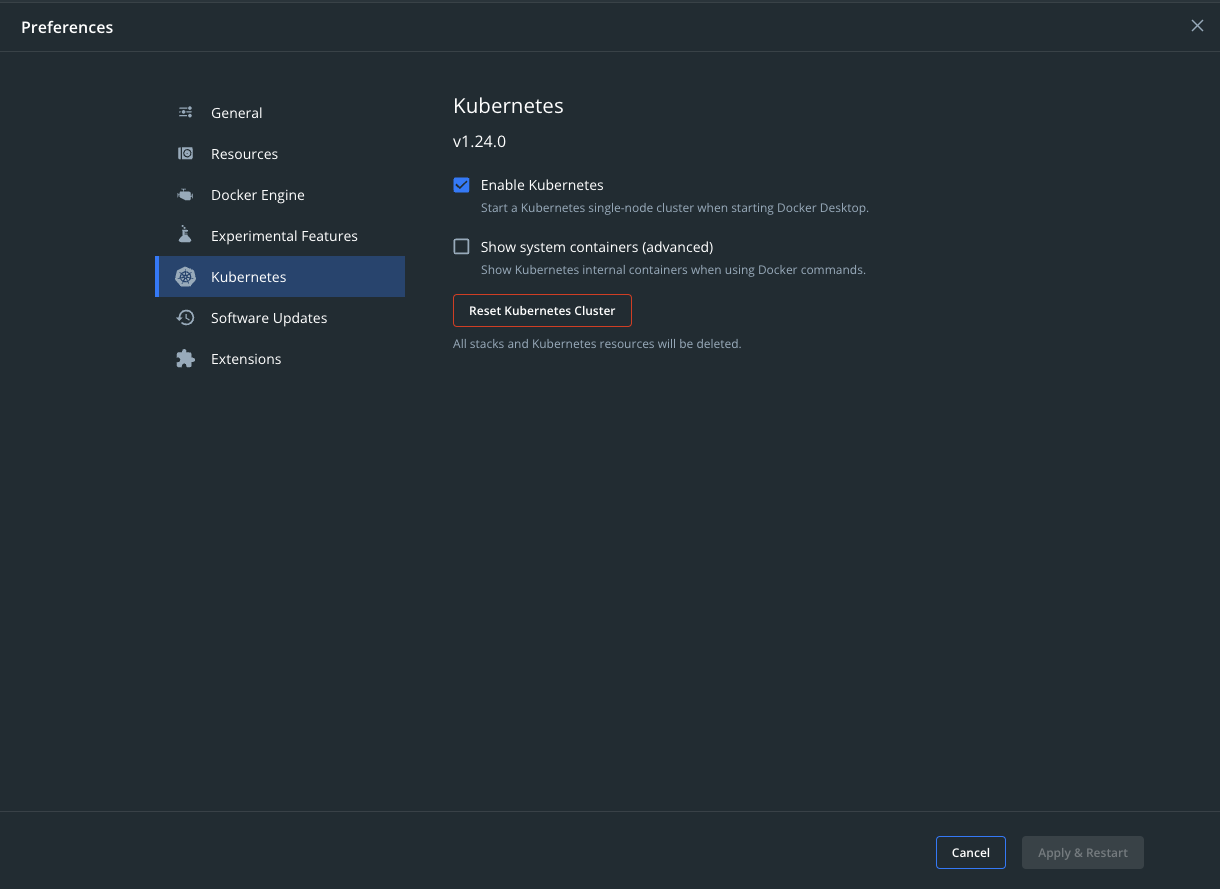 Preferences
General
Resources
Docker Engine
Experimental Features
Kubernetes
Software Updates
Extensions
Kubernetes
v1.24.0
Enable Kubernetes
Start a Kubernetes single-node cluster when starting Docker Desktop.
Show system containers (advanced)
Show Kubernetes internal containers when using Docker commands.
Reset Kubernetes Cluster
All stacks and Kubernetes resources will be deleted.
Cancel
Apply & Restart